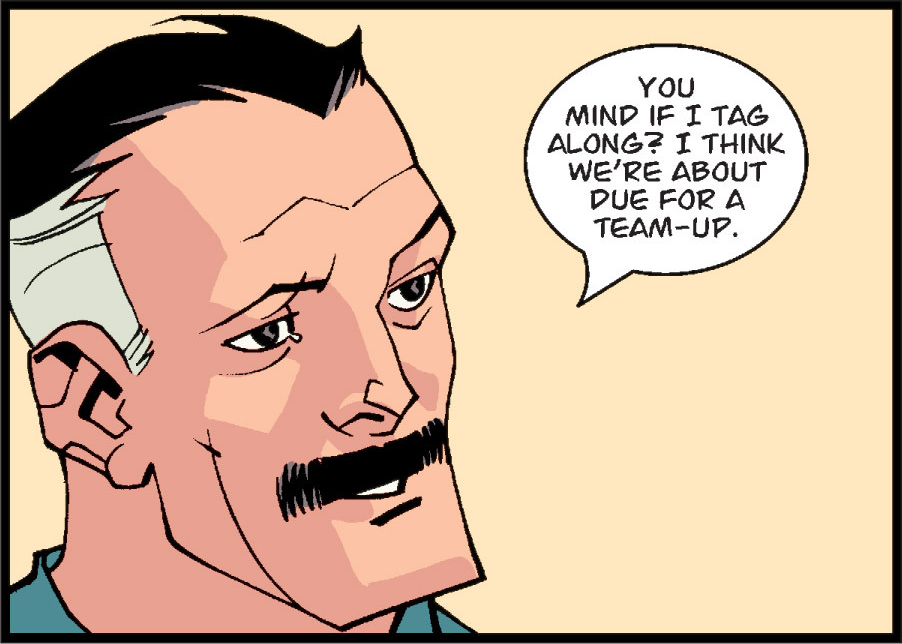 YOU
MIND IF I TAG
ALONG? I THINK
WE'RE ABOUT
DUE FOR A
TEAM-UP.